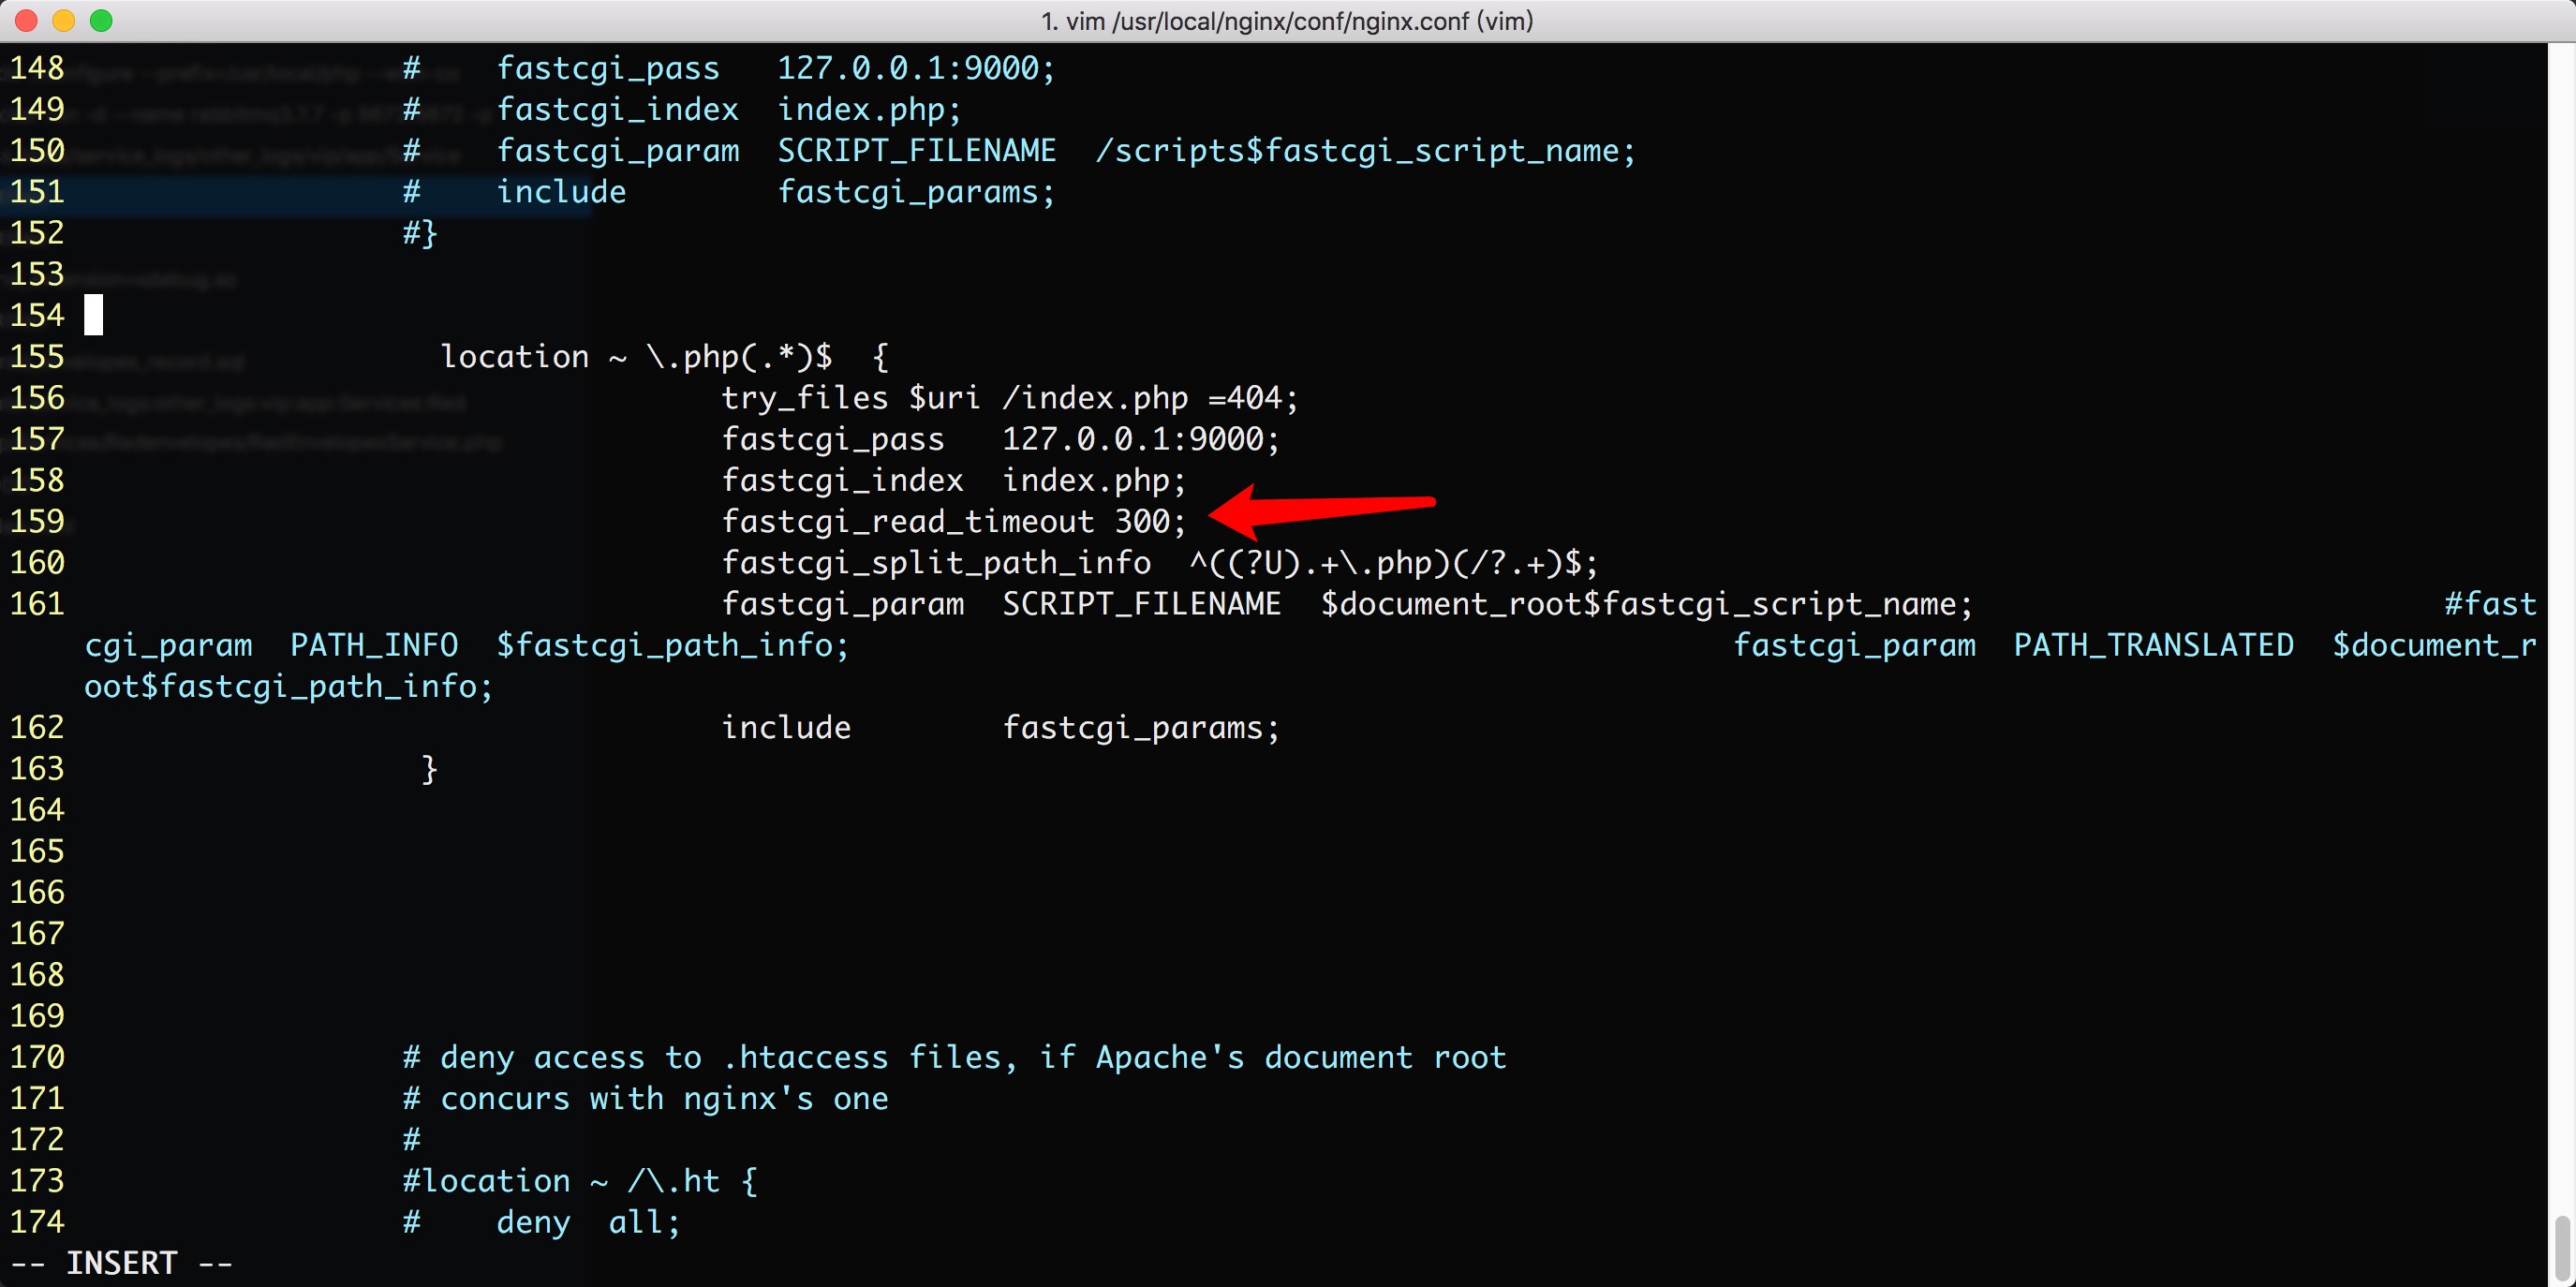 1. vim /usr/local/nginx/conf/nginx.conf (vim)
148 # fastcgi_pass 127.0.0.1:9000;
149 # fastcgi_index index.php;
150 # fastcgi_param SCRIPT_FILENAME /scripts$fastcgi_script_name;
151 # include fastcgi_params;
152 #}
153
154
155 location ~ \.php(.*)$ {
156 try_files $uri /index.php =404;
157 fastcgi_pass 127.0.0.1:9000;
158 fastcgi_index index.php;
159 fastcgi_read_timeout 300;
160 fastcgi_split_path_info ^((?U).+\.php)(/?.+)$;
161 fastcgi_param SCRIPT_FILENAME $document_root$fastcgi_script_name; #fast
cgi_param PATH_INFO $fastcgi_path_info; fastcgi_param PATH_TRANSLATED $document_r
oot$fastcgi_path_info;
162 include fastcgi_params;
163 }
164
165
166
167
168
169
170 # deny access to .htaccess files, if Apache's document root
171 # concurs with nginx's one
172 #
173 #location ~ /\.ht {
174 # deny all;
-- INSERT --